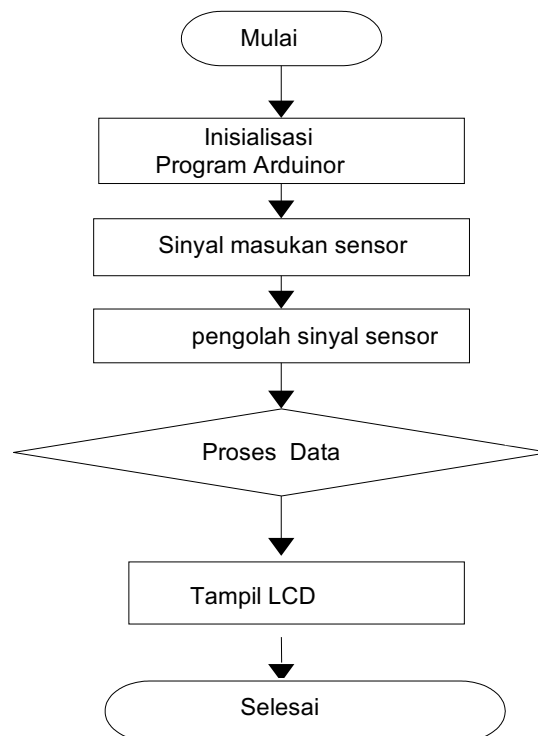 Mulai
Inisialisasi
Program Arduinor
Sinyal masukan sensor
pengolah sinyal sensor
Proses Data
Tampil LCD
Selesai